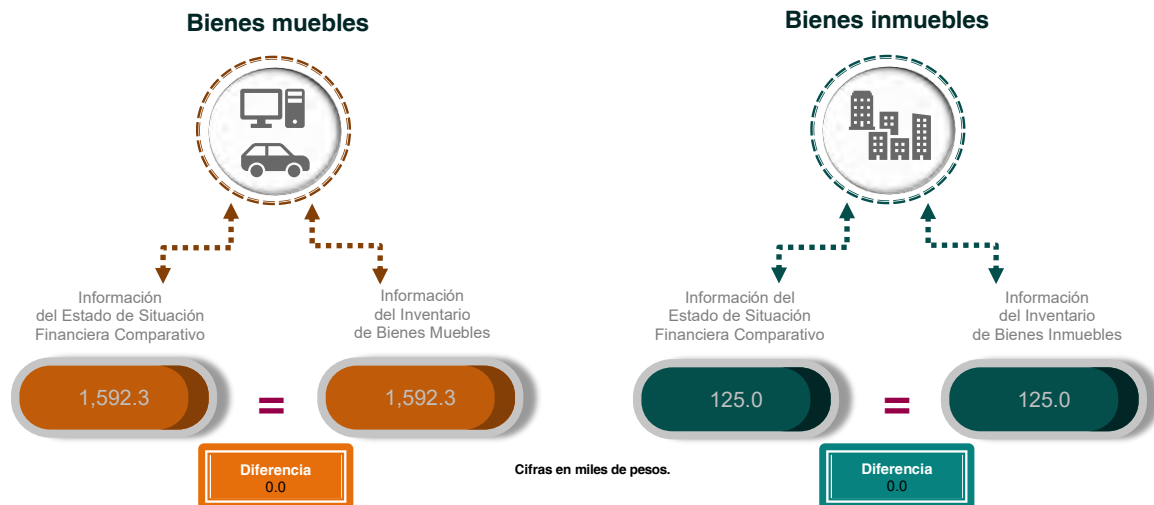 Bienes muebles
Información
del Estado de Situación
Financiera Comparativo
Información
del Inventario
de Bienes Muebles
1,592.3
=
1,592.3
Diferencia
0.0
Cifras en miles de pesos.
Bienes inmuebles
Información del
Estado de Situación
Financiera Comparativo
Información
del Inventario
de Bienes Inmuebles
125.0
=
125.0
Diferencia
0.0